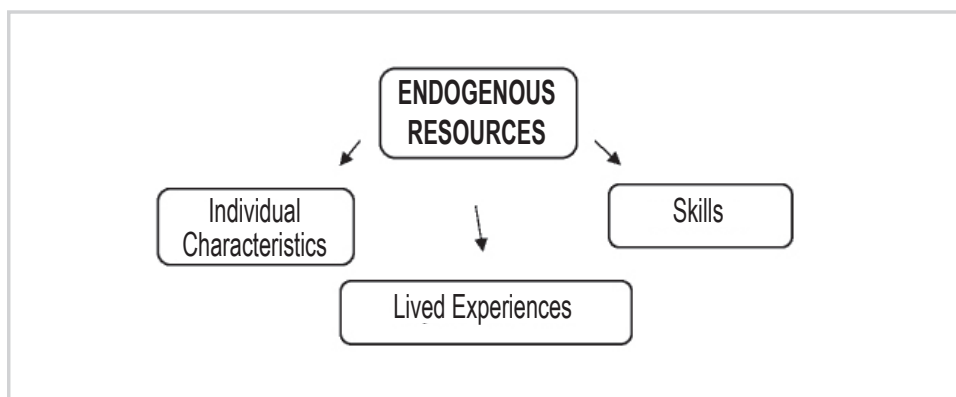 ENDOGENOUS
RESOURCES
Individual
Characteristics
Skills
Lived Experiences